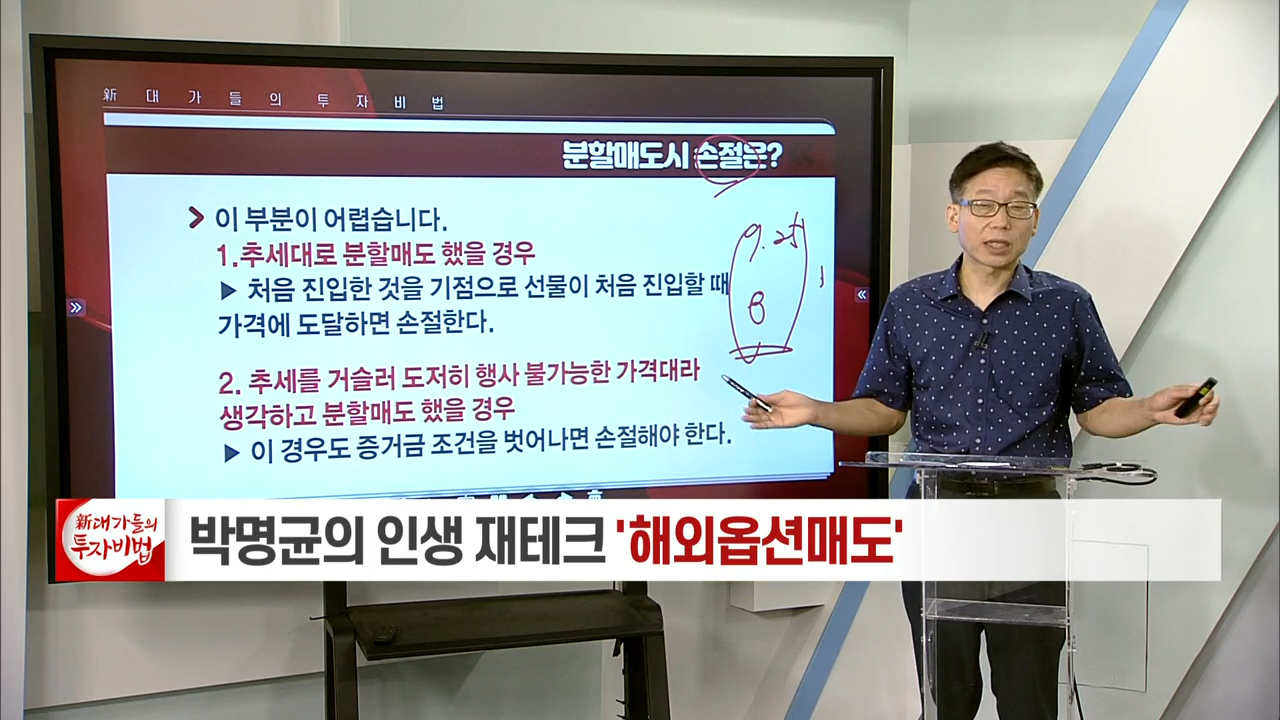 新 대 가 들 의 투 자 비 법
분할매도시 손절은?
이 부분이 어렵습니다.
1.추세대로 분할매도 했을 경우
▶ 처음 진입한 것을 기점으로 선물이 처음 진입할 때
가격에 도달하면 손절한다.
9.25
8
2. 추세를 거슬러 도저히 행사 불가능한 가격대라
생각하고 분할매도 했을 경우
▶ 이 경우도 증거금 조건을 벗어나면 손절해야 한다.
新대가들의
투자비법
박명균의 인생 재테크 '해외옵션매도'